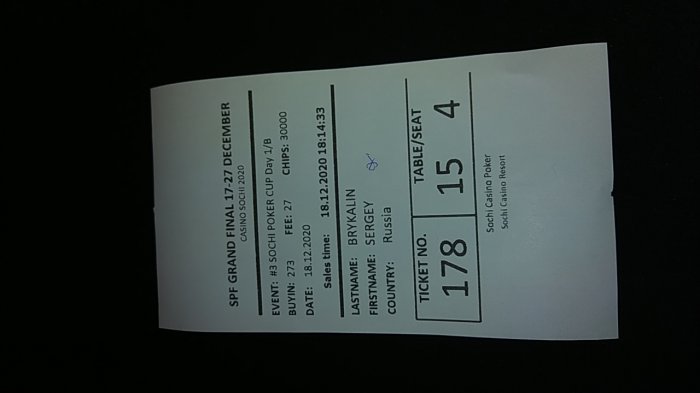 SPF GRAND FINAL 17-27 DECEMBER
CASINO SOCHI 2020
EVENT: #3 SOCHI POKER CUP Day 1/B
BUYIN: 273 FEE: 27 CHIPS: 30000
DATE: 18.12.2020
Sales time: 18.12.2020 18:14:33
LASTNAME: BRYKALIN
FIRSTNAME: SERGEY
COUNTRY: Russia
TICKET NO. TABLE/SEAT
178 15 4
Sochi Casino Poker
Sochi Casino Resort